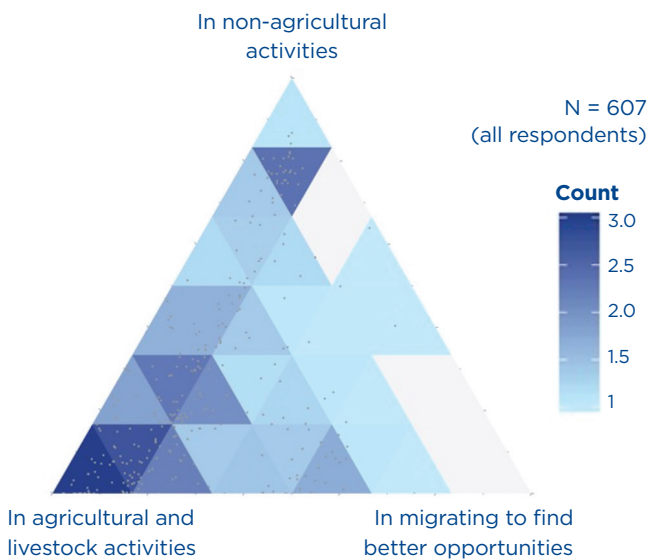 In non-agricultural
activities
N = 607
(all respondents)
Count
3.0
2.5
2.0
1.5
1
In agricultural and
livestock activities
In migrating to find
better opportunities